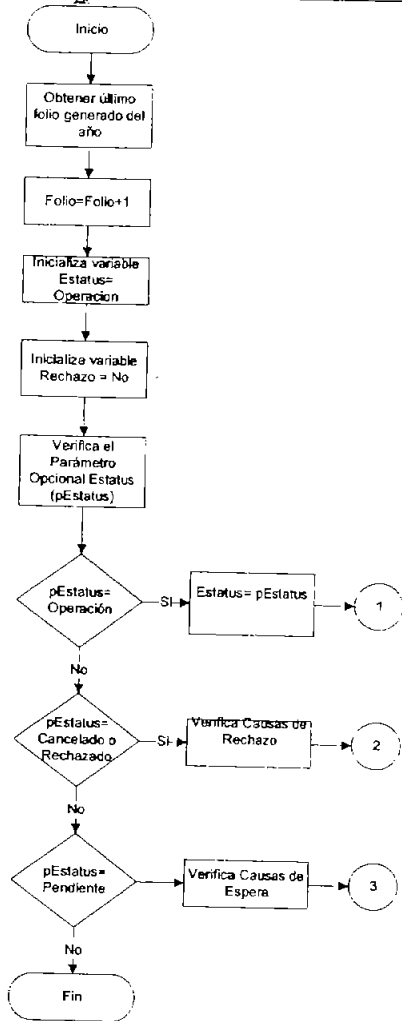 Inicio
Obtener último
folio generado del
año
Folio=Folio+1
Inicializa variable
Estatus=
Operacion
Inicialize variable
Rechazo = No
Verifica el
Parámetro
Opcional Estatus
(pEstatus)
pEstatus=
Operación
SI
Estatus= pEstatus
1
No
pEstatus=
Cancelado o
Rechazado
SI
Verifica Causas de
Rechazo
2
No
pEstatus=
Pendiente
Verifica Causas de
Espera
3
No
Fin